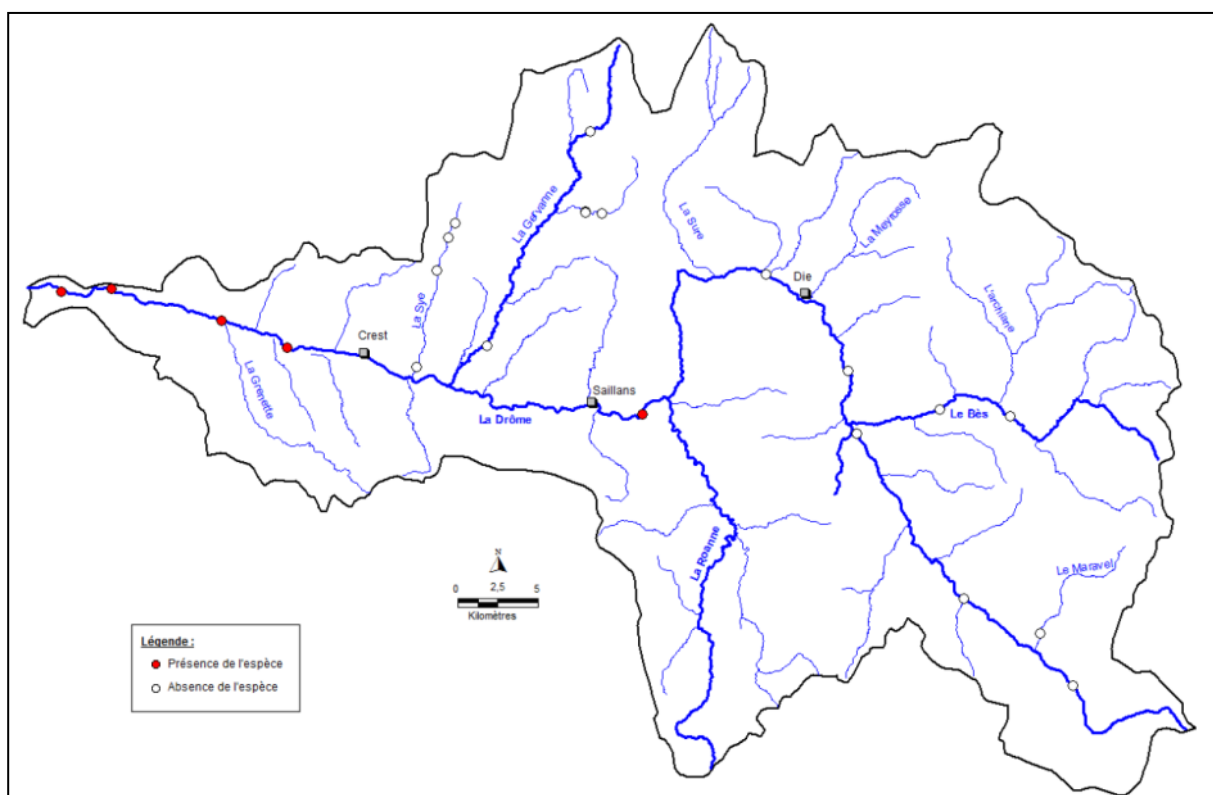 La Gervanne
La Sure
La Meyrosse
Die
L'archiane
La Sye
Crest
La Grenette
Saillans
La Drôme
Le Bès
La Roanne
Le Maravel
N
0 2,5 5
Kilomètres
Légende :
Présence de l'espèce
Absence de l'espèce